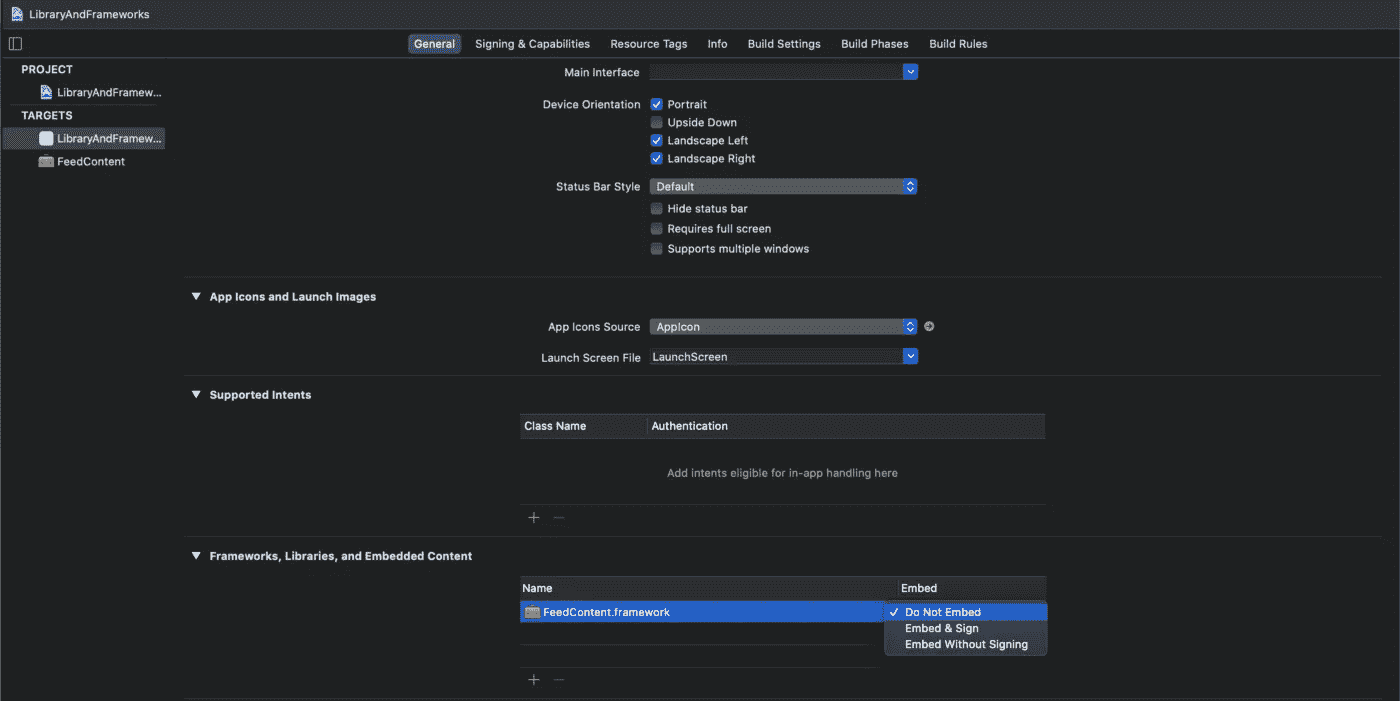 LibraryAndFrameworks
General Signing & Capabilities Resource Tags Info Build Settings Build Phases Build Rules
PROJECT
LibraryAndFramew...
TARGETS
LibraryAndFramew...
FeedContent
Main Interface
Device Orientation Portrait
Upside Down
Landscape Left
Landscape Right
Status Bar Style Default
Hide status bar
Requires full screen
Supports multiple windows
App Icons and Launch Images
App Icons Source AppIcon
Launch Screen File LaunchScreen
Supported Intents
Class Name Authentication
Add intents eligible for in-app handling here
Frameworks, Libraries, and Embedded Content
Name Embed
FeedContent.framework Do Not Embed
Embed & Sign
Embed Without Signing